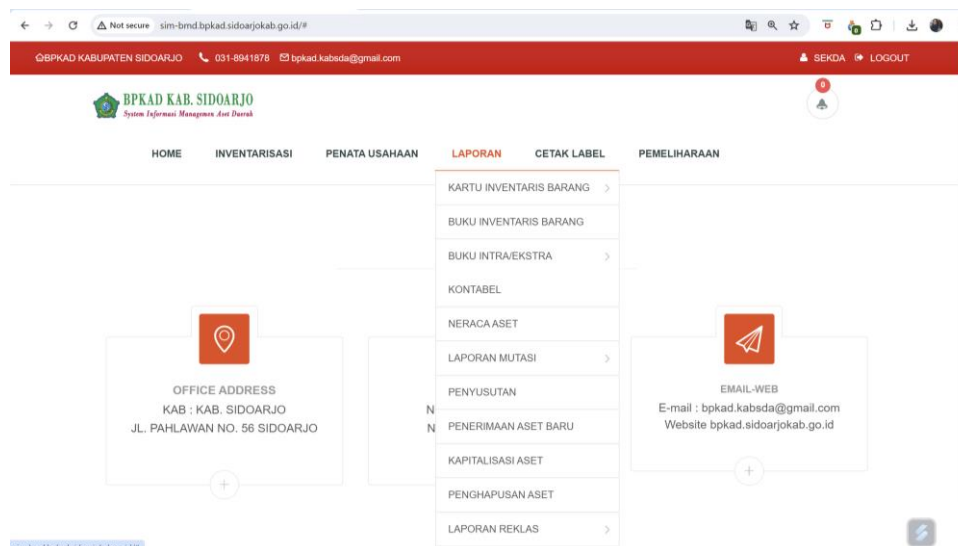 Not secure sim-bmd.bpkad.sidoarjokab.go.id/#
BPKAD KABUPATEN SIDOARJO 031-8941878 bpkad.kabsda@gmail.com SEKDA LOGOUT
BPKAD KAB. SIDOARJO
System Informasi Managemen Aset Daerah
0
HOME INVENTARISASI PENATA USAHAAN LAPORAN CETAK LABEL PEMELIHARAAN
KARTU INVENTARIS BARANG
BUKU INVENTARIS BARANG
BUKU INTRA/EKSTRA
KONTABEL
NERACA ASET
LAPORAN MUTASI
PENYUSUTAN
PENERIMAAN ASET BARU
KAPITALISASI ASET
PENGHAPUSAN ASET
LAPORAN REKLAS
OFFICE ADDRESS
KAB : KAB. SIDOARJO
JL. PAHLAWAN NO. 56 SIDOARJO
N
N
EMAIL-WEB
E-mail : bpkad.kabsda@gmail.com
Website bpkad.sidoarjokab.go.id